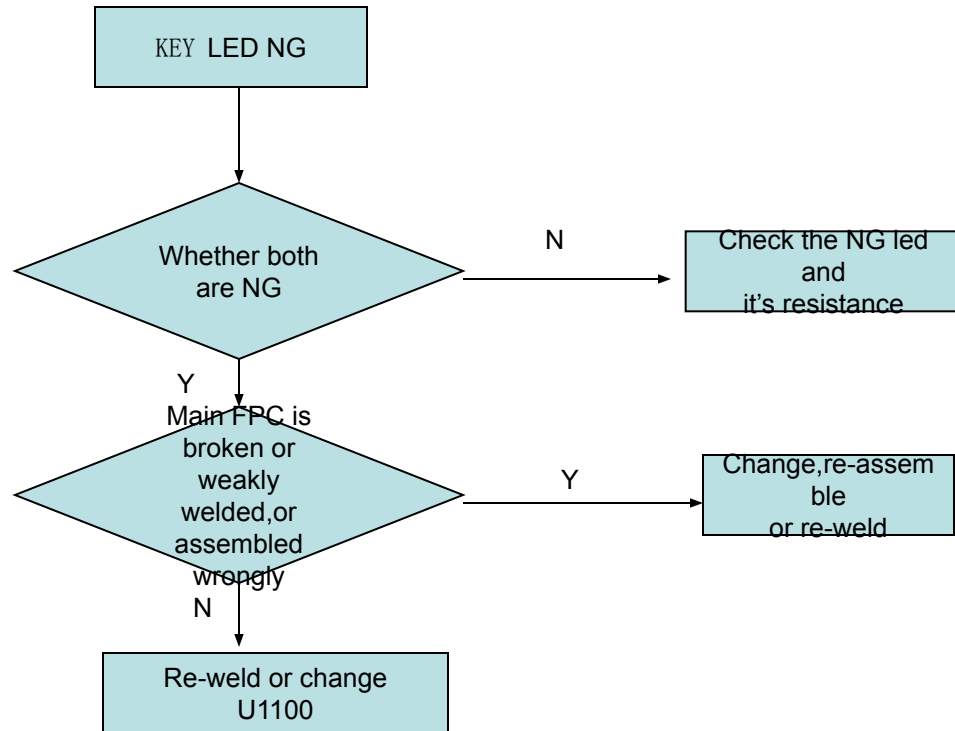 KEY LED NG
Whether both
are NG
N
Check the NG led
and
it’s resistance
Y
Main FPC is
broken or
weakly
welded,or
assembled
wrongly
Y
Change,re-assem
ble
or re-weld
N
Re-weld or change
U1100